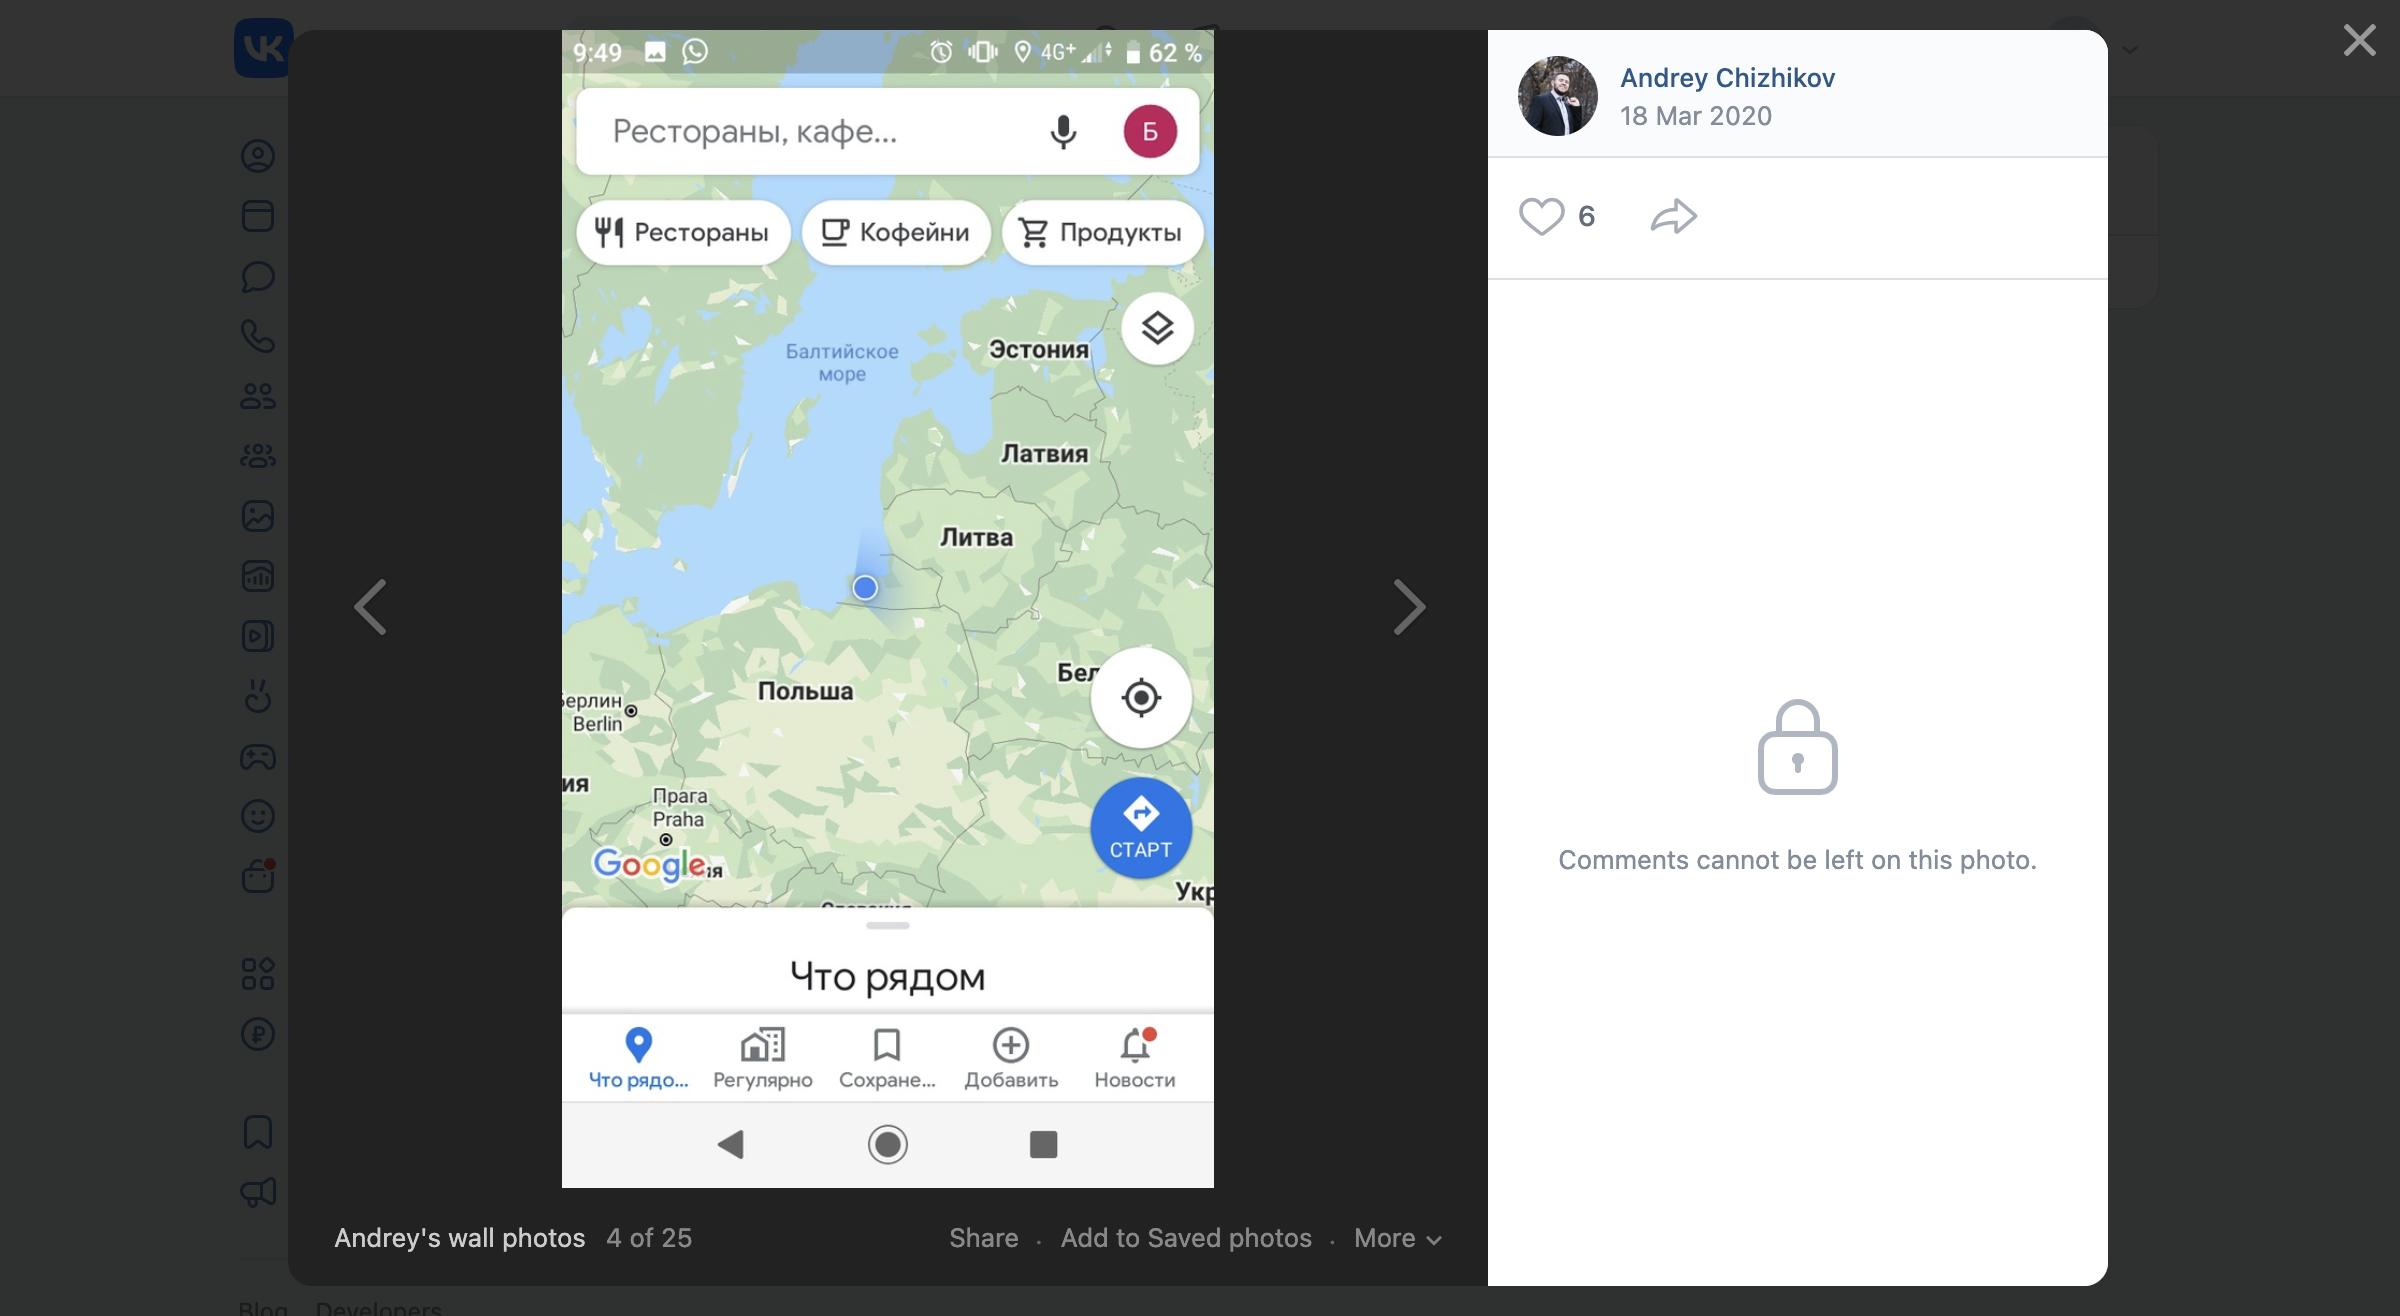 9:49
4G+
62 %
Рестораны, кафе...
Б
Рестораны
Кофейни
Продукты
Балтийское
море
Эстония
Латвия
Литва
Польша
Бел
Берлин
Berlin
ия
Прага
Praha
Google
ия
СТАРТ
Укр
Что рядом
Что рядо...
Регулярно
Сохране...
Добавить
Новости
Andrey's wall photos 4 of 25
Share . Add to Saved photos . More
Andrey Chizhikov
18 Mar 2020
6
Comments cannot be left on this photo.
Blog Developers